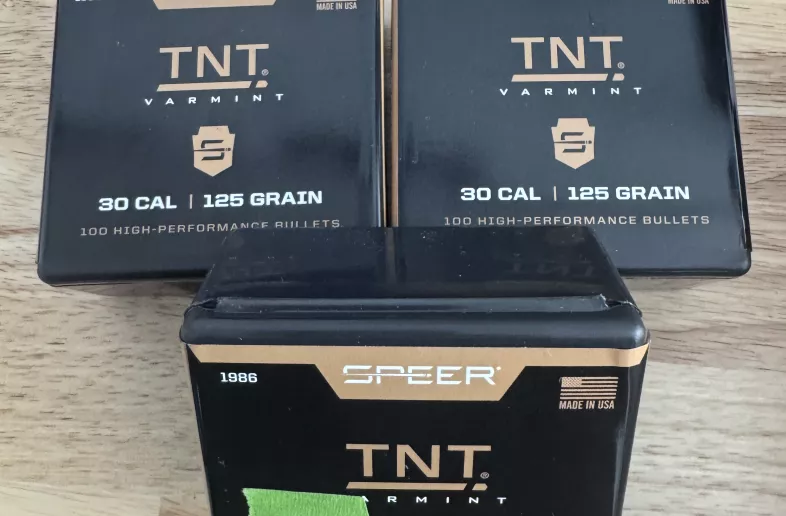 MADE IN USA
TNT®
VARMINT
S
30 CAL | 125 GRAIN
100 HIGH-PERFORMANCE BULLETS
MADE IN USA
TNT®
VARMINT
S
30 CAL | 125 GRAIN
100 HIGH-PERFORMANCE BULLETS
1986
SPEER®
MADE IN USA
TNT®
ARMINT